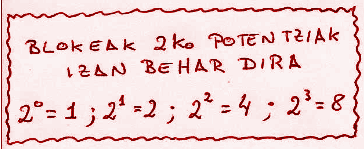 BLOKEAK 2ko POTENTZIAK
IZAN BEHAR DIRA
2⁰=1 ; 2¹=2 ; 2² = 4 ; 2³=8